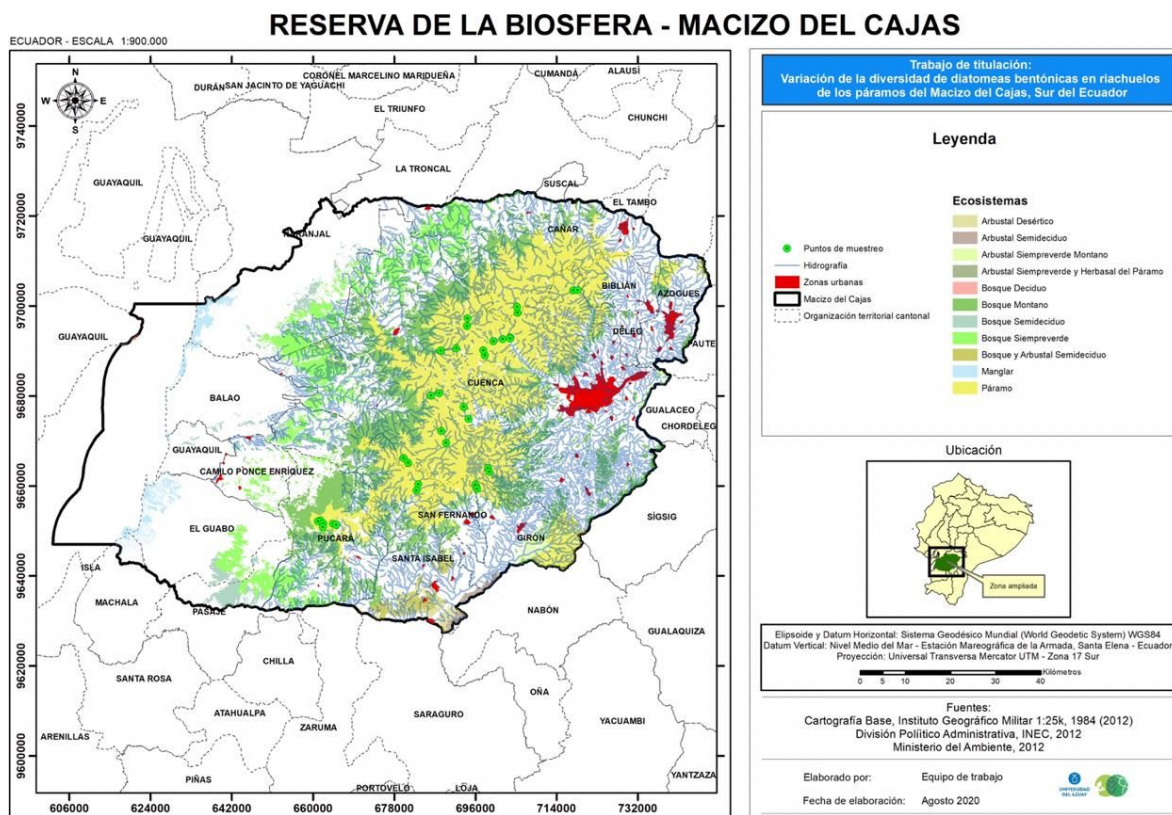 RESERVA DE LA BIOSFERA - MACIZO DEL CAJAS
ECUADOR - ESCALA 1:900.000
N
W
E
S
CORONEL MARCELINO MARIDUEÑA
CUMANDÁ
ALAUSÍ
DURÁN
SAN JACINTO DE YAGUACHI
EL TRIUNFO
CHUNCHI
LA TRONCAL
GUAYAQUIL
SUSCAL
EL TAMBO
GUAYAQUIL
NARANJAL
CAÑAR
BIBLIÁN
AZOGUES
GUAYAQUIL
DÉLEG
PAUTE
CUENCA
BALAO
GUALACEO
CHORDELEG
GUAYAQUIL
CAMILO PONCE ENRÍQUEZ
EL GUABO
SAN FERNANDO
SÍGSIG
PUCARÁ
GIRÓN
SANTA ISABEL
ISLA
MACHALA
PASAJE
NABÓN
GUALAQUIZA
CHILLA
SANTA ROSA
OÑA
ATAHUALPA
SARAGURO
ZARUMA
YACUAMBI
ARENILLAS
PIÑAS
PORTOVELO
LOJA
YANTZAZA
9740000
9720000
9700000
9680000
9660000
9640000
9620000
9600000
606000 624000 642000 660000 678000 696000 714000 732000
Trabajo de titulación:
Variación de la diversidad de diatomeas bentónicas en riachuelos
de los páramos del Macizo del Cajas, Sur del Ecuador
Leyenda
Puntos de muestreo
Hidrografía
Zonas urbanas
Macizo del Cajas
Organización territorial cantonal
Ecosistemas
Arbustal Desértico
Arbustal Semideciduo
Arbustal Siempreverde Montano
Arbustal Siempreverde y Herbasal del Páramo
Bosque Deciduo
Bosque Montano
Bosque Semideciduo
Bosque Siempreverde
Bosque y Arbustal Semideciduo
Manglar
Páramo
Ubicación
Zona ampliada
Elipsoide y Datum Horizontal: Sistema Geodésico Mundial (World Geodetic System) WGS84
Datum Vertical: Nivel Medio del Mar - Estación Mareográfica de la Armada, Santa Elena - Ecuador
Proyección: Universal Transversa Mercator UTM - Zona 17 Sur
Kilómetros
0 5 10 20 30 40
Fuentes:
Cartografía Base, Instituto Geográfico Militar 1:25k, 1984 (2012)
División Poliítico Administrativa, INEC, 2012
Ministerio del Ambiente, 2012
Elaborado por: Equipo de trabajo
Fecha de elaboración: Agosto 2020
UNIVERSIDAD
DEL AZUAY